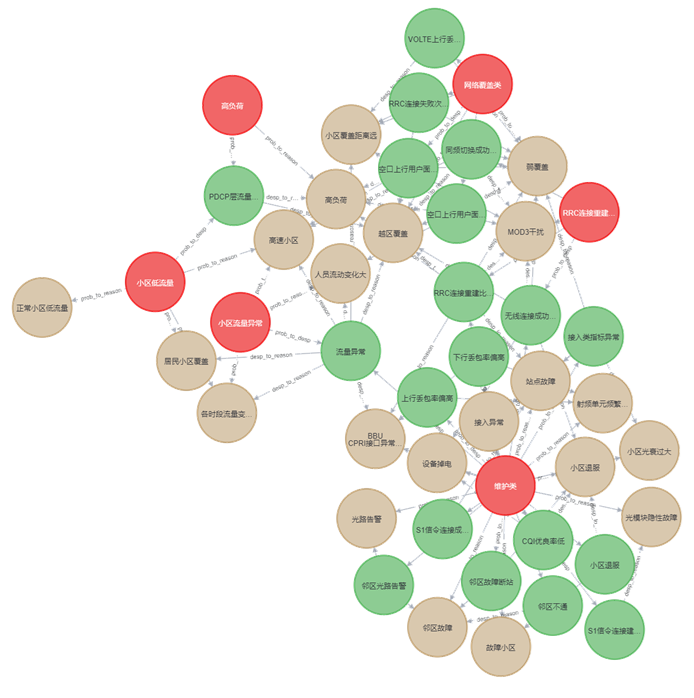 VOLTE上行丢...
网络覆盖类
高负荷
RRC连接失败次...
小区覆盖距离远
同频切换成功...
弱覆盖
空口上行用户面...
PDCP层流量...
高负荷
空口上行用户面...
RRC连接重建...
越区覆盖
MOD3干扰
高速小区
人员流动变化大
小区低流量
RRC连接重建比...
正常小区低流量
无线连接成功...
小区流量异常
接入类指标异常
流量异常
居民小区覆盖
下行丢包率偏高
站点故障
上行丢包率偏高
射频单元频繁...
各时段流量变...
接入异常
BBU
CPRI接口异常...
小区光衰过大
设备掉电
小区退服
维护类
光路告警
S1信令连接成...
光模块隐性故障
CQI优良率低
邻区光路告警
邻区故障断站
小区退服
邻区不通
邻区故障
S1信令连接建...
故障小区
prob_to_reason
prob_to_desp
prob_to_reason
prob_to_reason
prob_to_desp
desp_to_reason
desp_to_reason